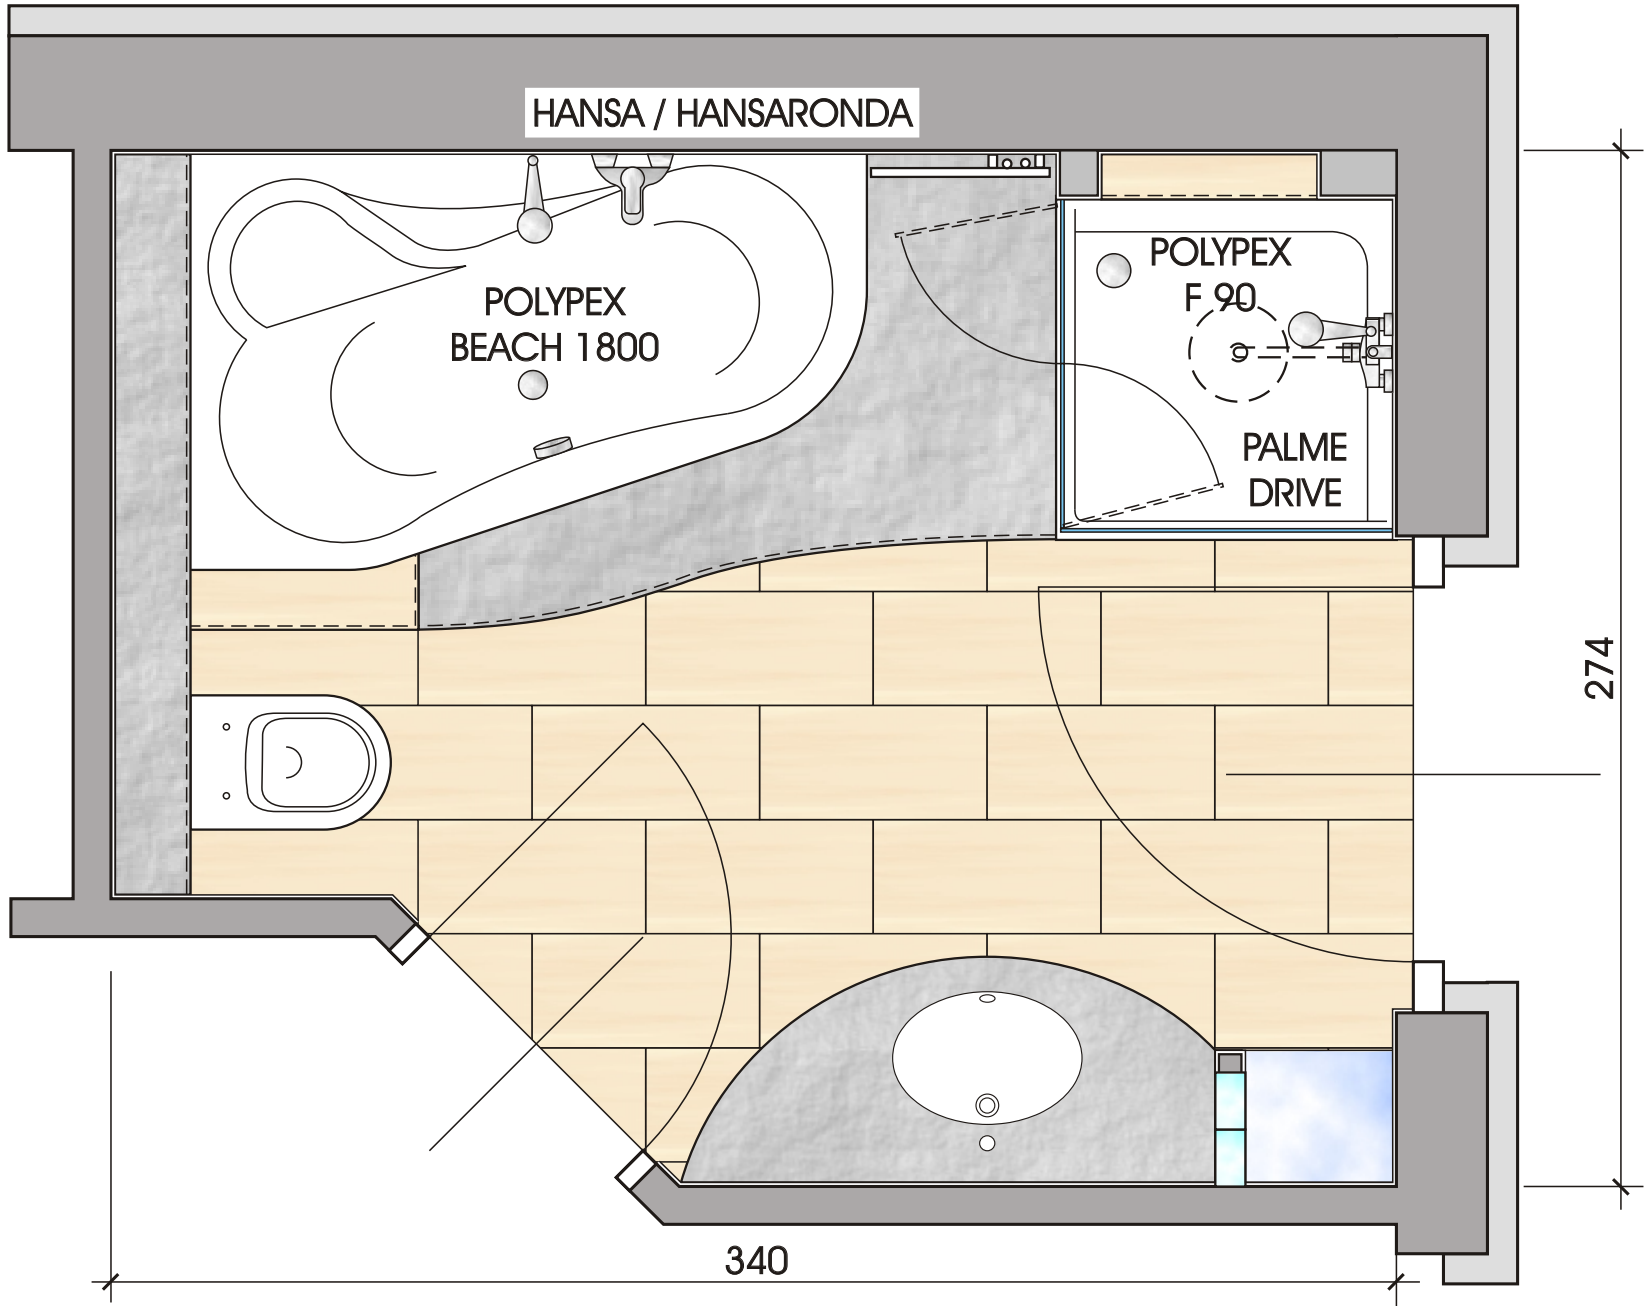 HANSA / HANSARONDA
POLYPEX
BEACH 1800
POLYPEX
F 90
PALME
DRIVE
274
340